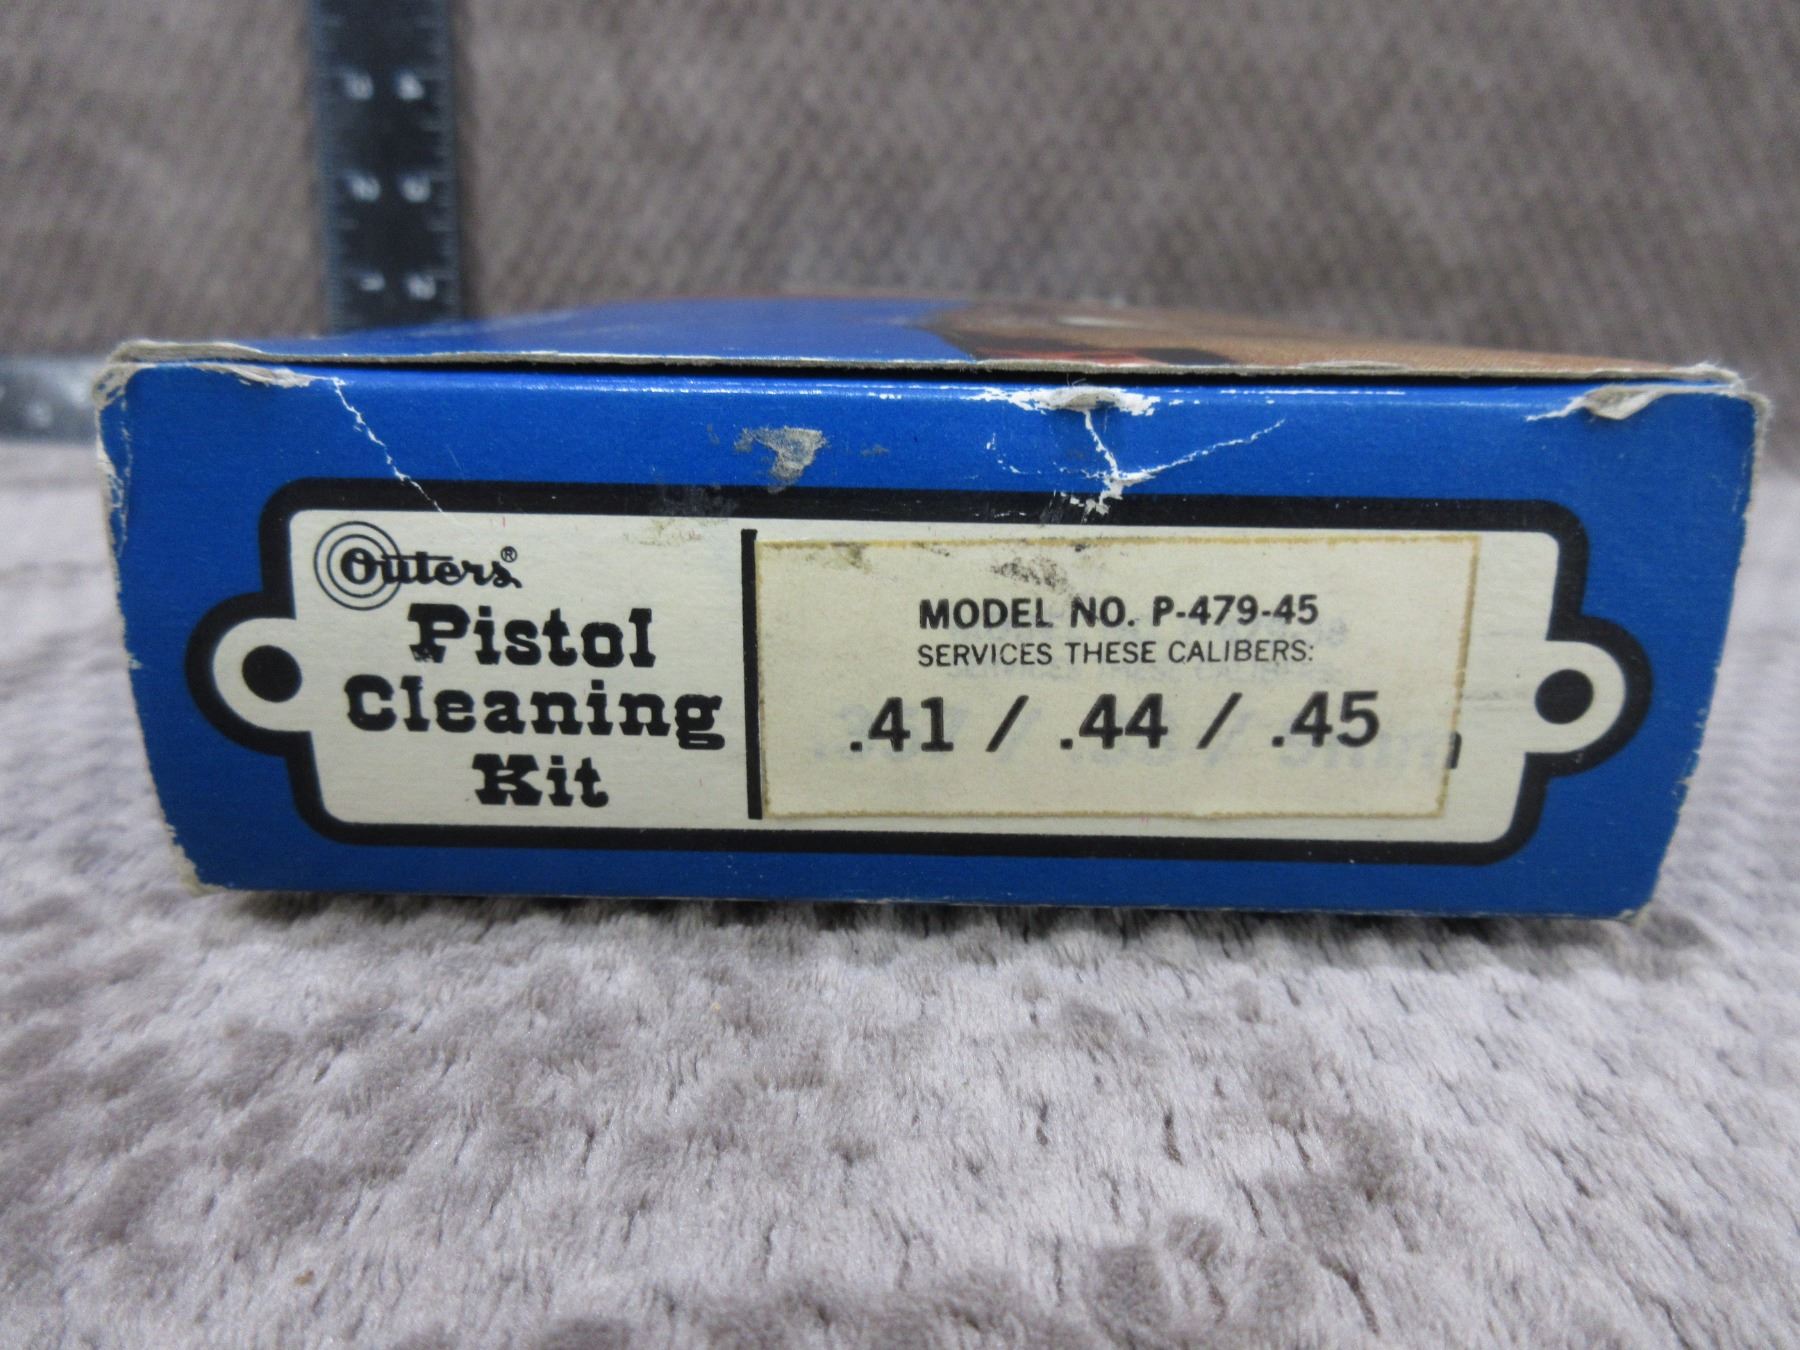 Outers®
Pistol
Cleaning
Kit
MODEL NO. P-479-45
SERVICES THESE CALIBERS:
.41 / .44 / .45